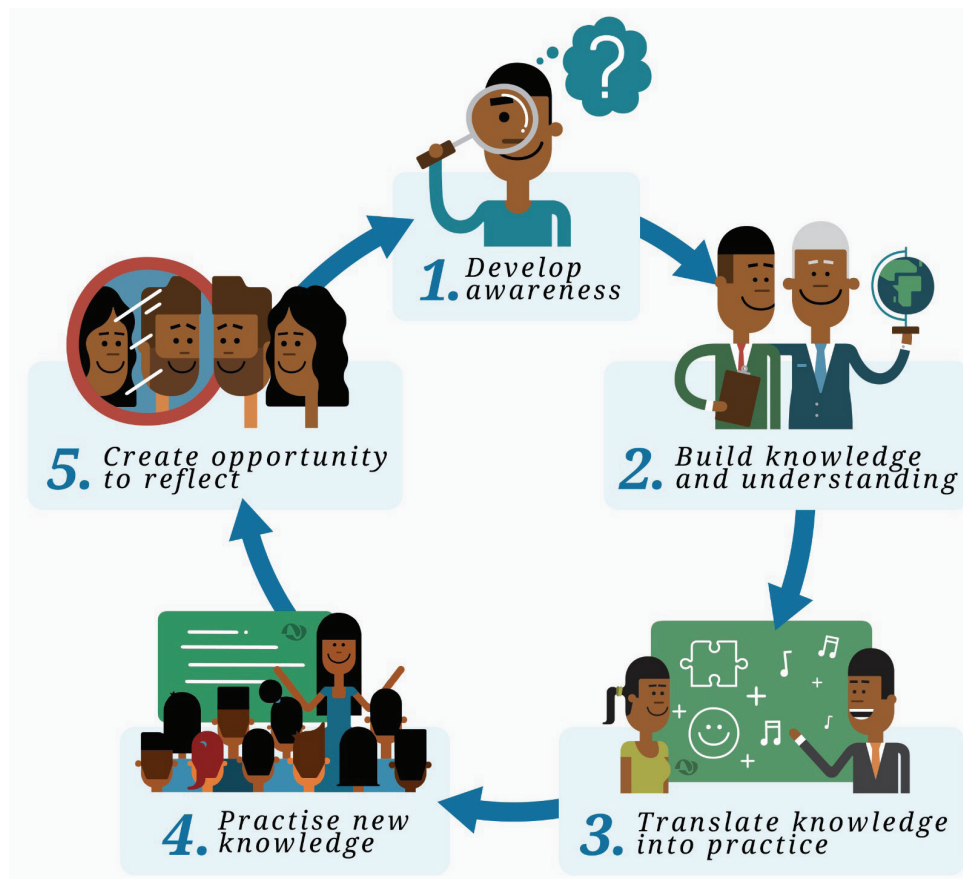 ?
1. Develop
awareness
2. Build knowledge
and understanding
3. Translate knowledge
into practice
4. Practise new
knowledge
5. Create opportunity
to reflect